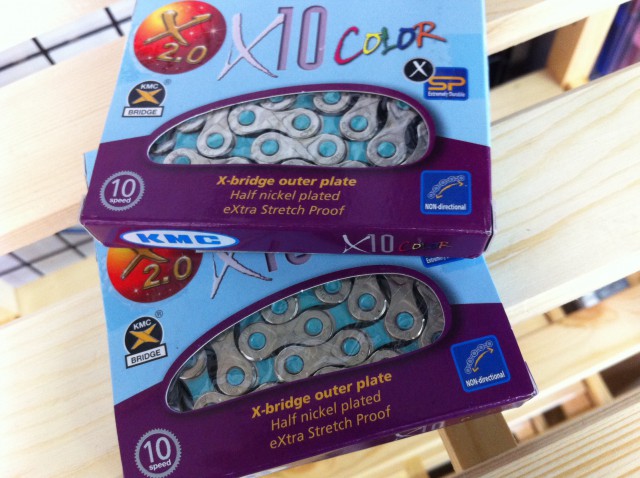 X
2.0
X10 COLOR
KMC
X
BRIDGE
X
SP
Extremely Durable
10
speed
X-bridge outer plate
Half nickel plated
eXtra Stretch Proof
NON-directional
KMC
X10 COLOR
X
2.0
KMC
X
BRIDGE
10
speed
X-bridge outer plate
Half nickel plated
eXtra Stretch Proof
NON-directional
X10